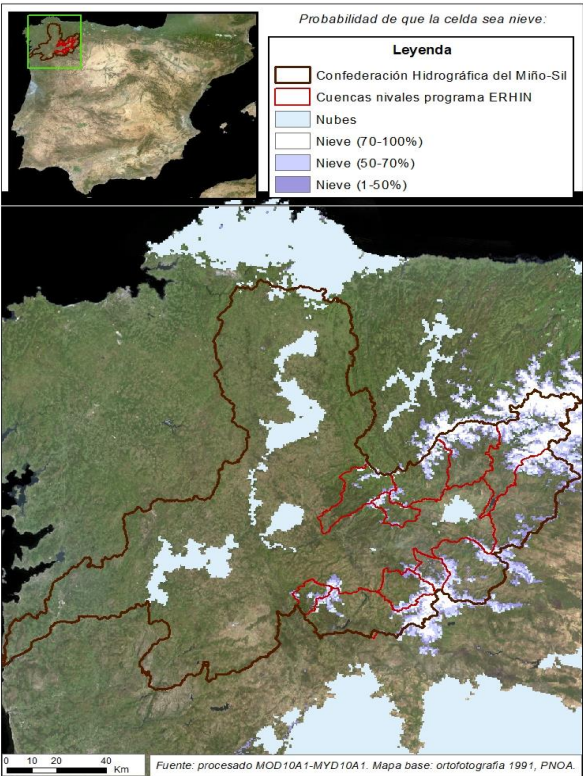 Probabilidad de que la celda sea nieve:
Leyenda
Confederación Hidrográfica del Miño-Sil
Cuencas nivales programa ERHIN
Nubes
Nieve (70-100%)
Nieve (50-70%)
Nieve (1-50%)
0 10 20 40
Km
Fuente: procesado MOD10A1-MYD10A1. Mapa base: ortofotografía 1991, PNOA.